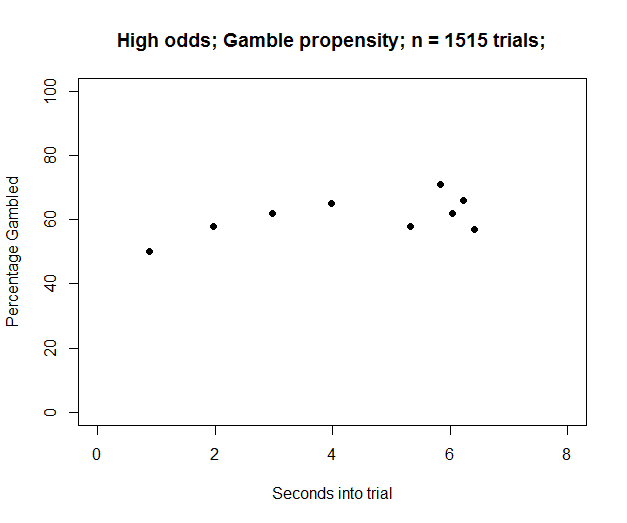 High odds; Gamble propensity; n = 1515 trials;
Percentage Gambled
100
80
60
40
20
0
0 2 4 6 8
Seconds into trial